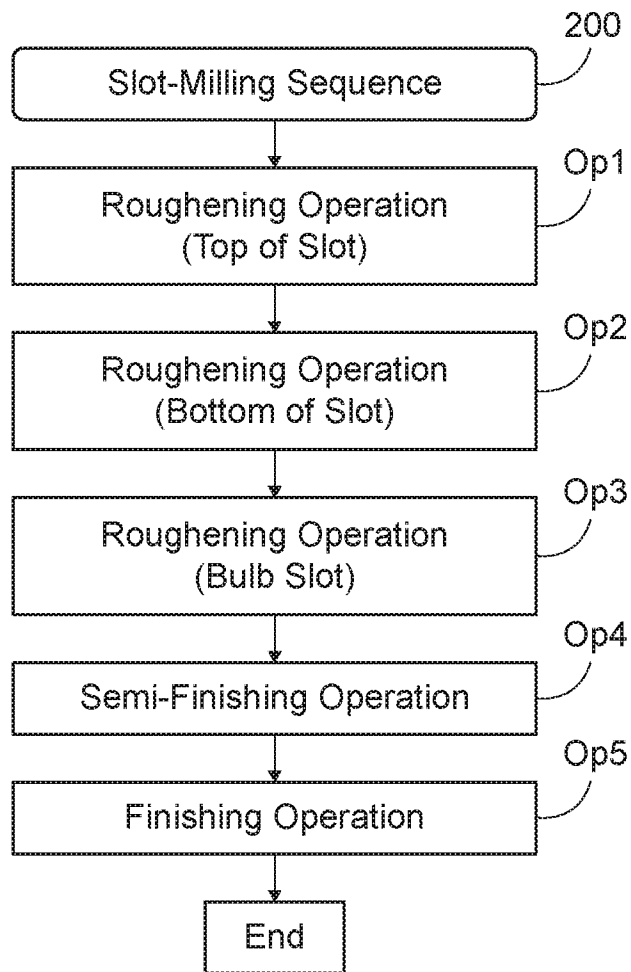 200
Slot-Milling Sequence
Op1
Roughening Operation
(Top of Slot)
Op2
Roughening Operation
(Bottom of Slot)
Op3
Roughening Operation
(Bulb Slot)
Op4
Semi-Finishing Operation
Op5
Finishing Operation
End